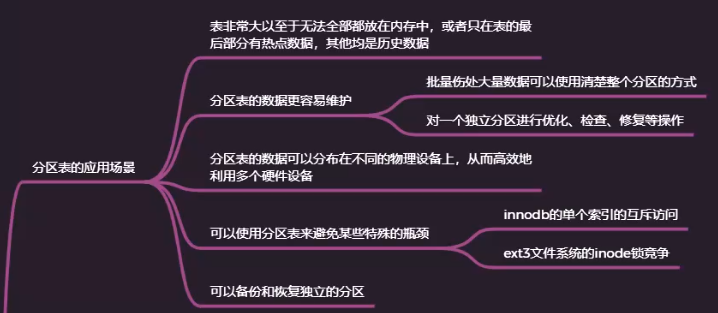 表非常大以至于无法全部都放在内存中，或者只在表的最
后部分有热点数据，其他均是历史数据
批量伤处大量数据可以使用清楚整个分区的方式
分区表的数据更容易维护
对一个独立分区进行优化、检查、修复等操作
分区表的应用场景
分区表的数据可以分布在不同的物理设备上，从而高效地
利用多个硬件设备
innodb的单个索引的互斥访问
可以使用分区表来避免某些特殊的瓶颈
ext3文件系统的inode锁竞争
可以备份和恢复独立的分区